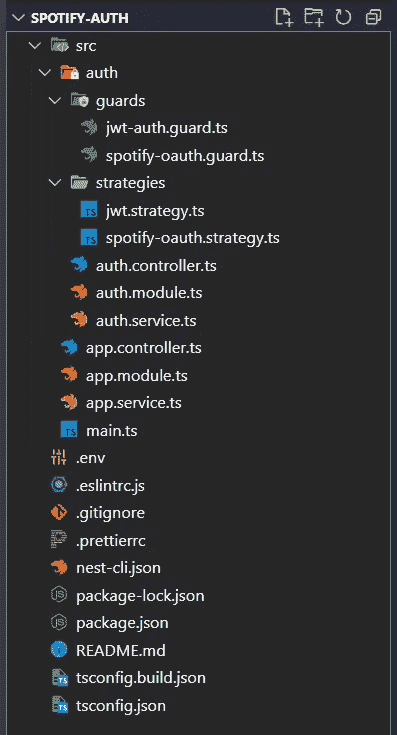 SPOTIFY-AUTH
src
auth
guards
jwt-auth.guard.ts
spotify-oauth.guard.ts
strategies
TS jwt.strategy.ts
TS spotify-oauth.strategy.ts
auth.controller.ts
auth.module.ts
auth.service.ts
app.controller.ts
app.module.ts
app.service.ts
TS main.ts
.env
.eslintrc.js
.gitignore
.prettierrc
nest-cli.json
JS package-lock.json
JS package.json
README.md
TS tsconfig.build.json
TS tsconfig.json